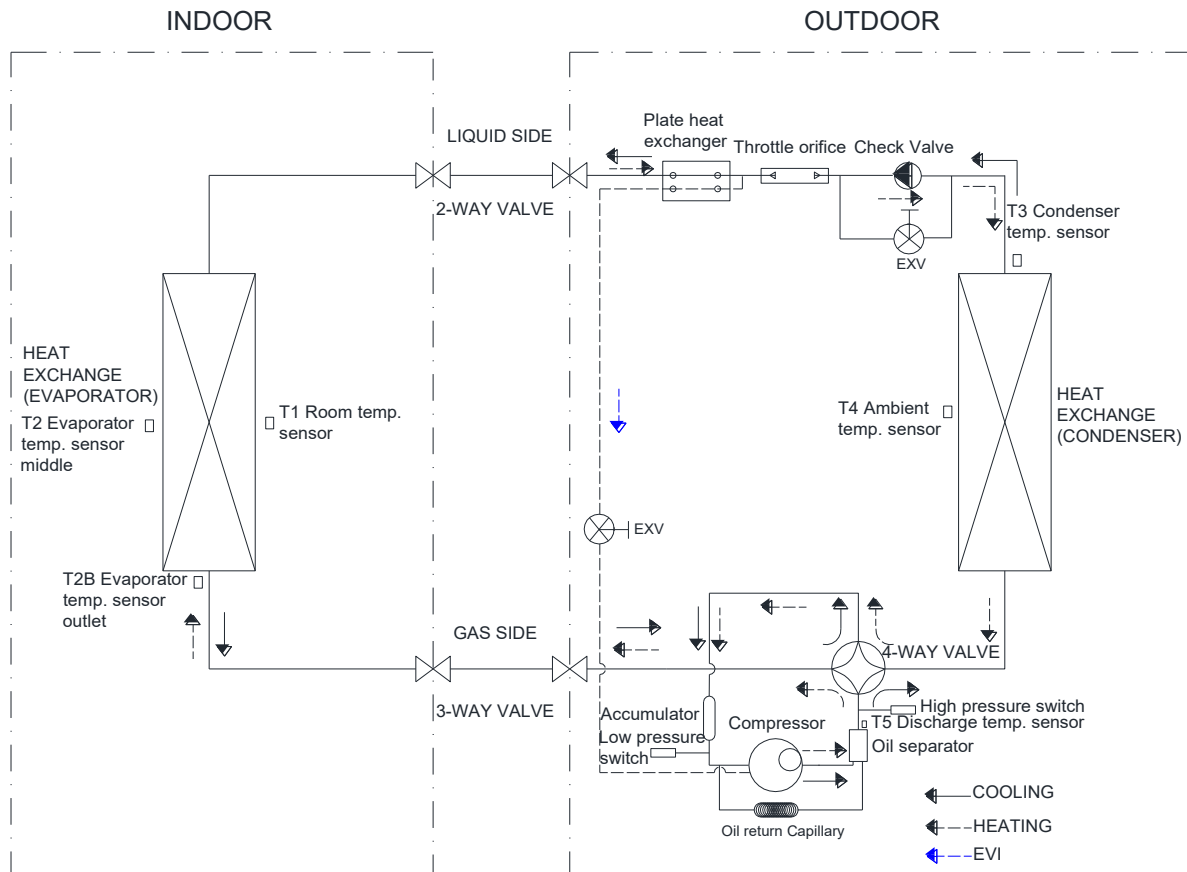 INDOOR
OUTDOOR
LIQUID SIDE
2-WAY VALVE
Plate heat
exchanger
Throttle orifice
Check Valve
EXV
T3 Condenser
temp. sensor
HEAT
EXCHANGE
(EVAPORATOR)
T2 Evaporator
temp. sensor
middle
T1 Room temp.
sensor
T4 Ambient
temp. sensor
HEAT
EXCHANGE
(CONDENSER)
EXV
T2B Evaporator
temp. sensor
outlet
GAS SIDE
3-WAY VALVE
4-WAY VALVE
High pressure switch
T5 Discharge temp. sensor
Oil separator
Accumulator
Low pressure
switch
Compressor
Oil return Capillary
COOLING
HEATING
EVI